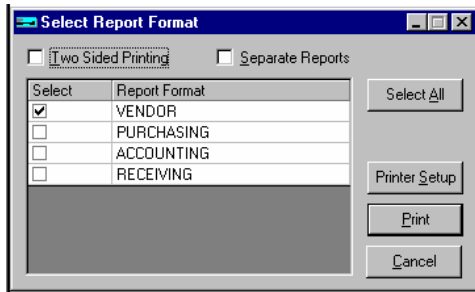 Select Report Format
Two Sided Printing Separate Reports
Select Report Format
VENDOR
PURCHASING
ACCOUNTING
RECEIVING
Select All
Printer Setup
Print
Cancel